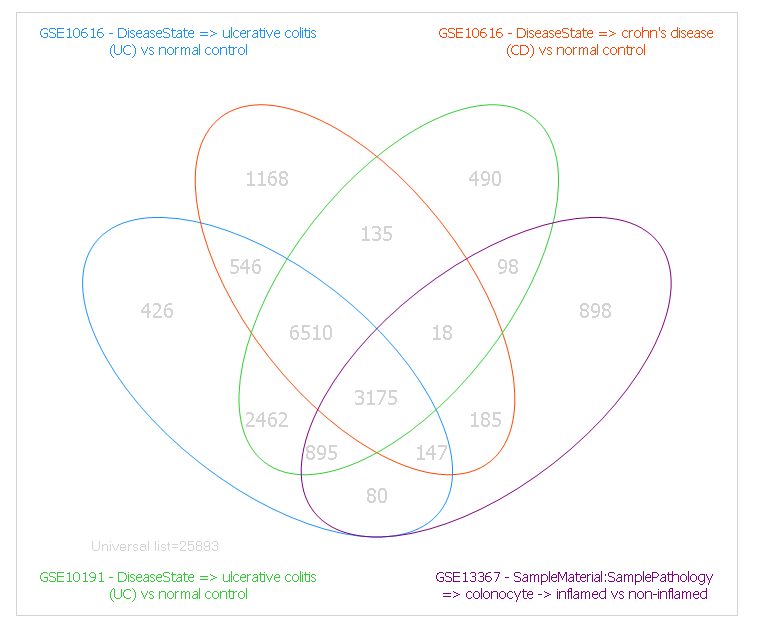 GSE10616 - DiseaseState => ulcerative colitis
(UC) vs normal control
GSE10616 - DiseaseState => crohn's disease
(CD) vs normal control
1168
490
135
546
98
426
898
6510
18
3175
2462
185
895
147
80
Universal list=25893
GSE10191 - DiseaseState => ulcerative colitis
(UC) vs normal control
GSE13367 - SampleMaterial:SamplePathology
=> colonocyte -> inflamed vs non-inflamed